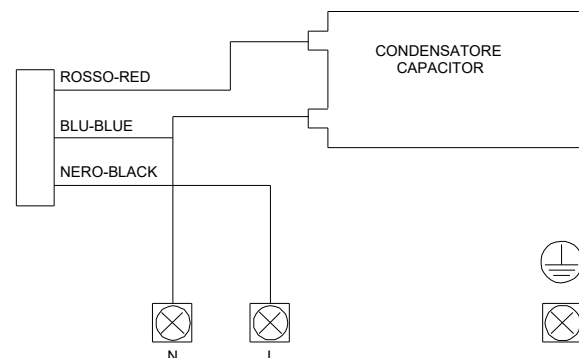 CONDENSATORE
CAPACITOR
ROSSO-RED
BLU-BLUE
NERO-BLACK
N L